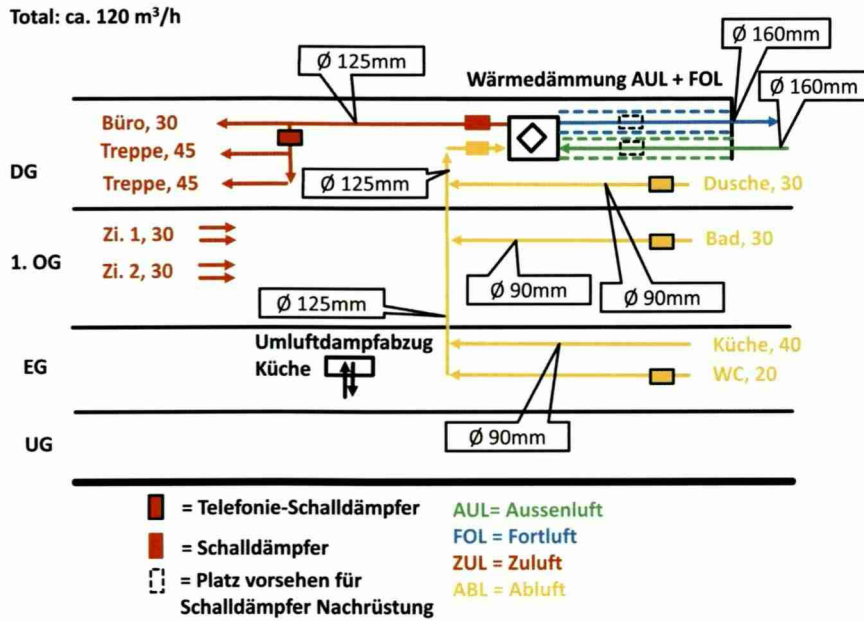 Total: ca. 120 m³/h
Ø 160mm
Ø 125mm
Wärmedämmung AUL + FOL
Ø 160mm
Büro, 30
Treppe, 45
DG
Ø 125mm
Treppe, 45
Dusche, 30
Zi. 1, 30
Bad, 30
1. OG
Zi. 2, 30
Ø 90mm
Ø 90mm
Ø 125mm
Umluftdampfabzug
Küche, 40
EG
Küche
WC, 20
UG
Ø 90mm
= Telefonie-Schalldämpfer
= Schalldämpfer
= Platz vorsehen für
Schalldämpfer Nachrüstung
AUL= Aussenluft
FOL = Fortluft
ZUL = Zuluft
ABL = Abluft